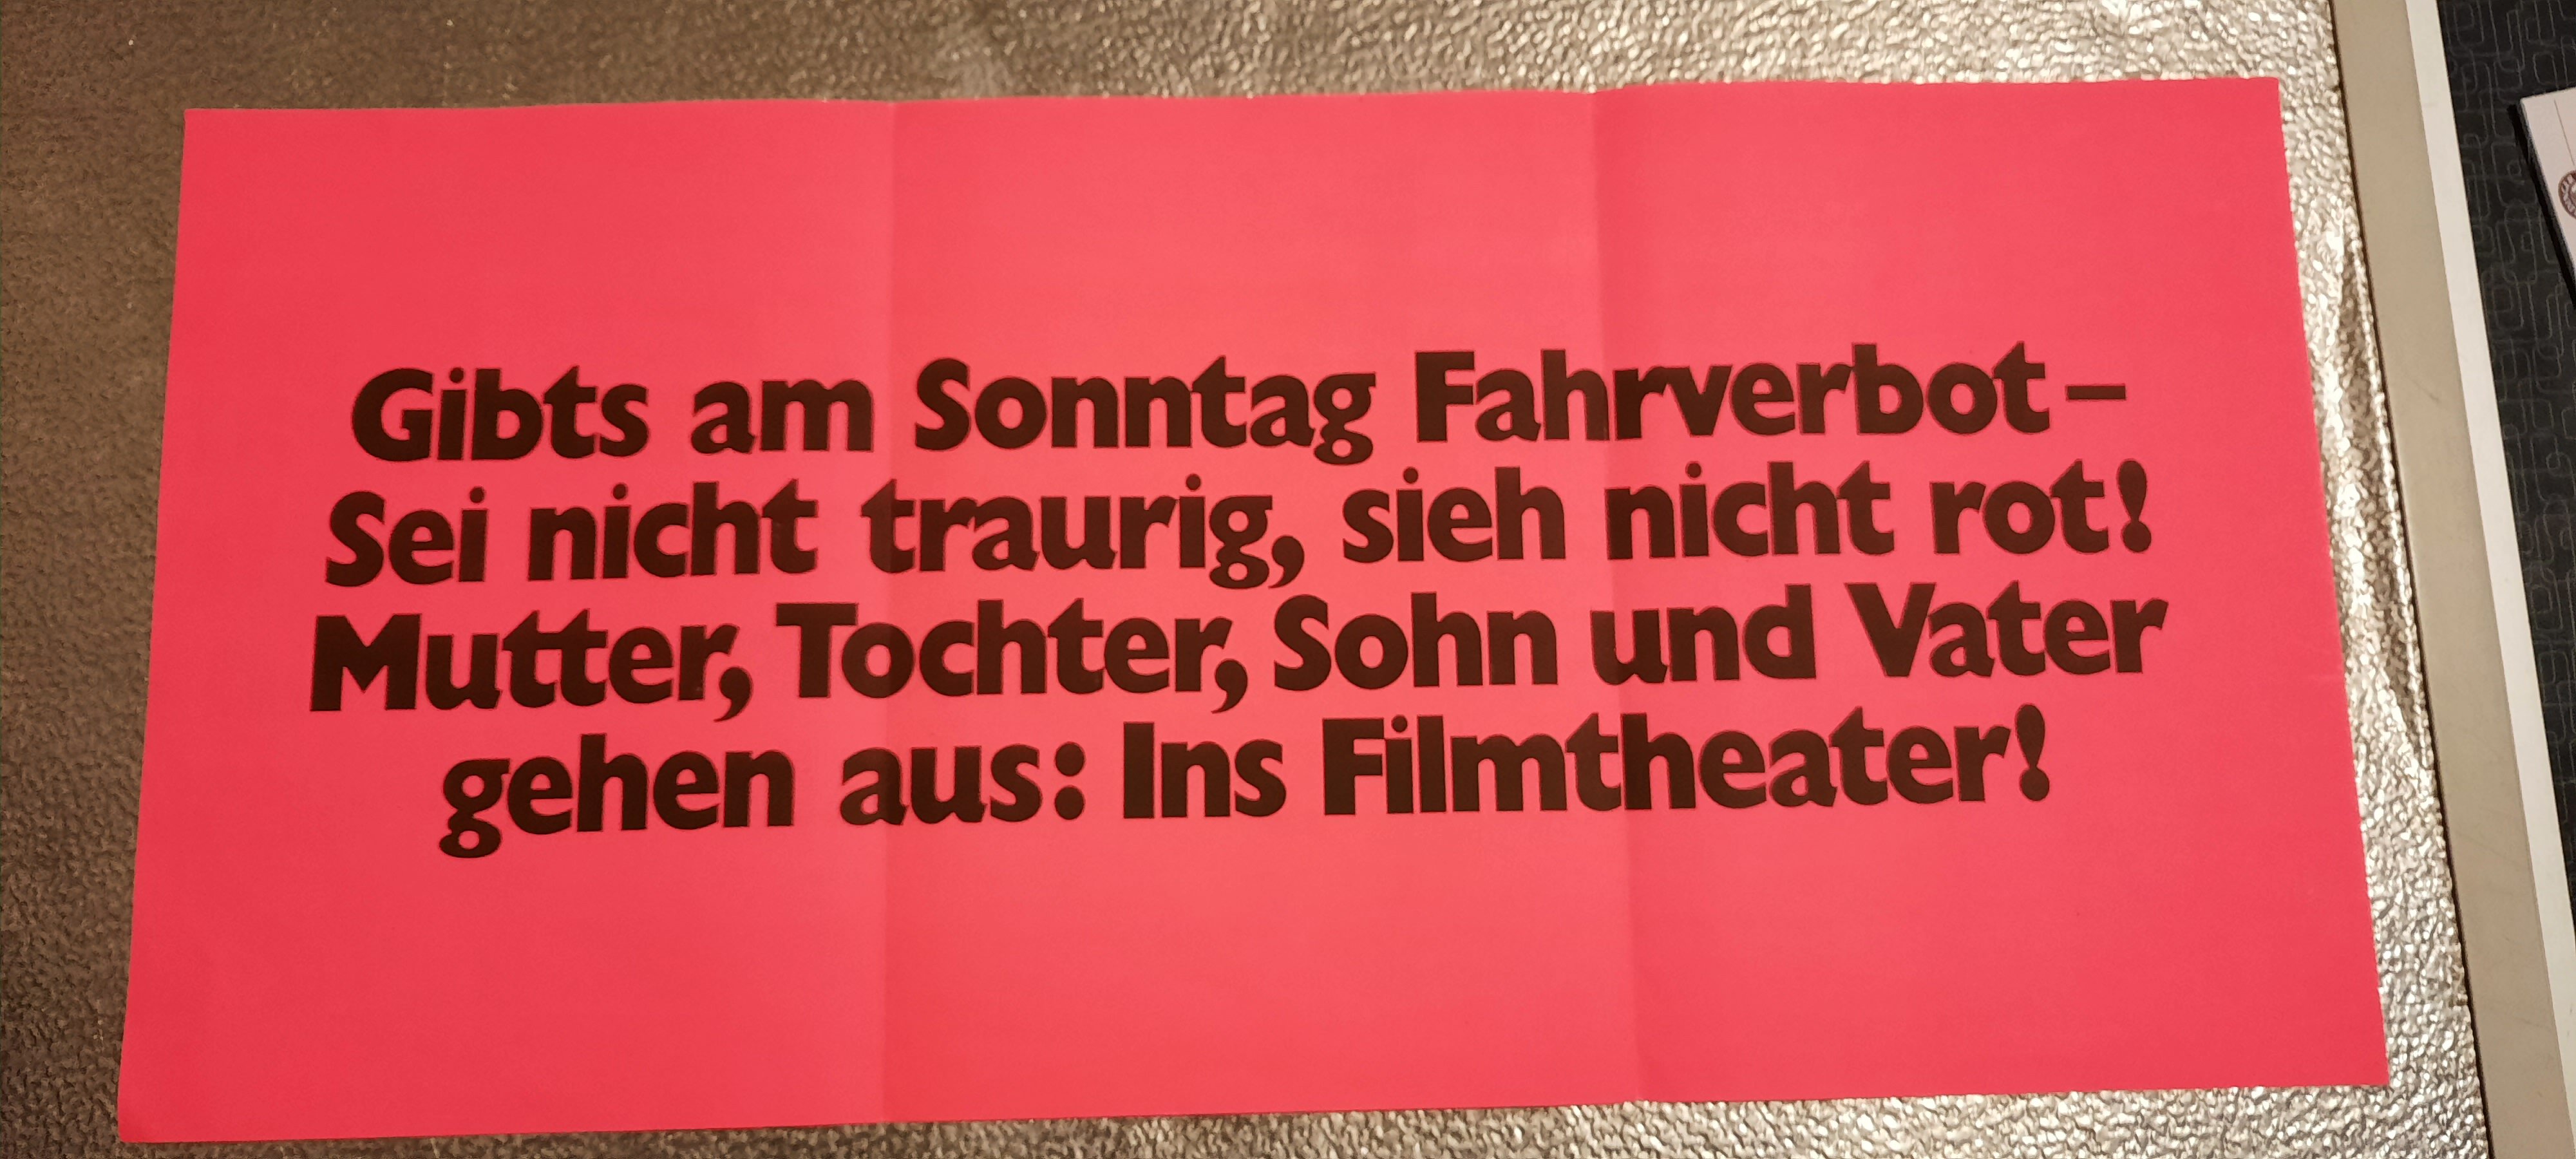 Gibts am Sonntag Fahrverbot –
Sei nicht traurig, sieh nicht rot!
Mutter, Tochter, Sohn und Vater
gehen aus: Ins Filmtheater!